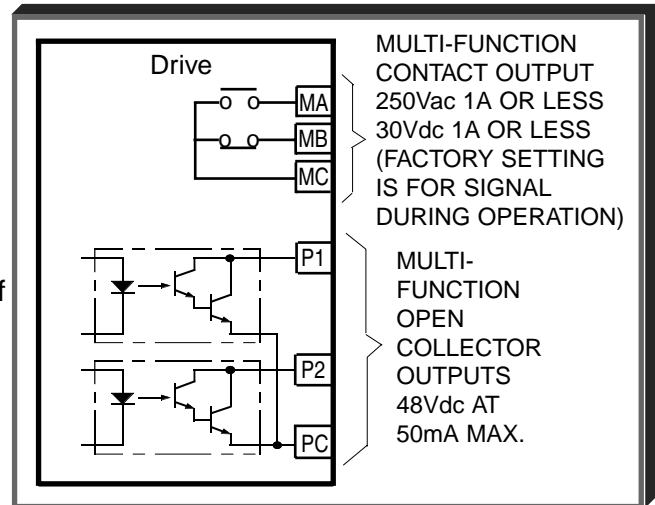 Drive
MA
MB
MC
MULTI-FUNCTION
CONTACT OUTPUT
250Vac 1A OR LESS
30Vdc 1A OR LESS
(FACTORY SETTING
IS FOR SIGNAL
DURING OPERATION)
f
P1
P2
PC
MULTI-
FUNCTION
OPEN
COLLECTOR
OUTPUTS
48Vdc AT
50mA MAX.